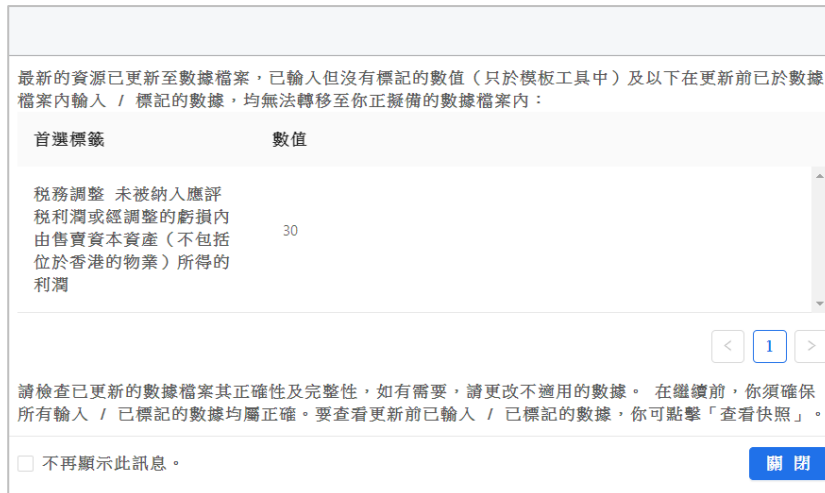 最新的資源已更新至數據檔案，已輸入但沒有標記的數值（只於模板工具中）及以下在更新前已於數據
檔案內輸入 / 標記的數據，均無法轉移至你正擬備的數據檔案內：
首選標籤 數值
税務調整 未被納入應評
税利潤或經調整的虧損內
由售賣資本資產（不包括
位於香港的物業）所得的
利潤
30
< 1 >
請檢查已更新的數據檔案其正確性及完整性，如有需要，請更改不適用的數據。 在繼續前，你須確保
所有輸入 / 已標記的數據均屬正確。要查看更新前已輸入 / 已標記的數據，你可點擊「查看快照」。
不再顯示此訊息。
關 閉